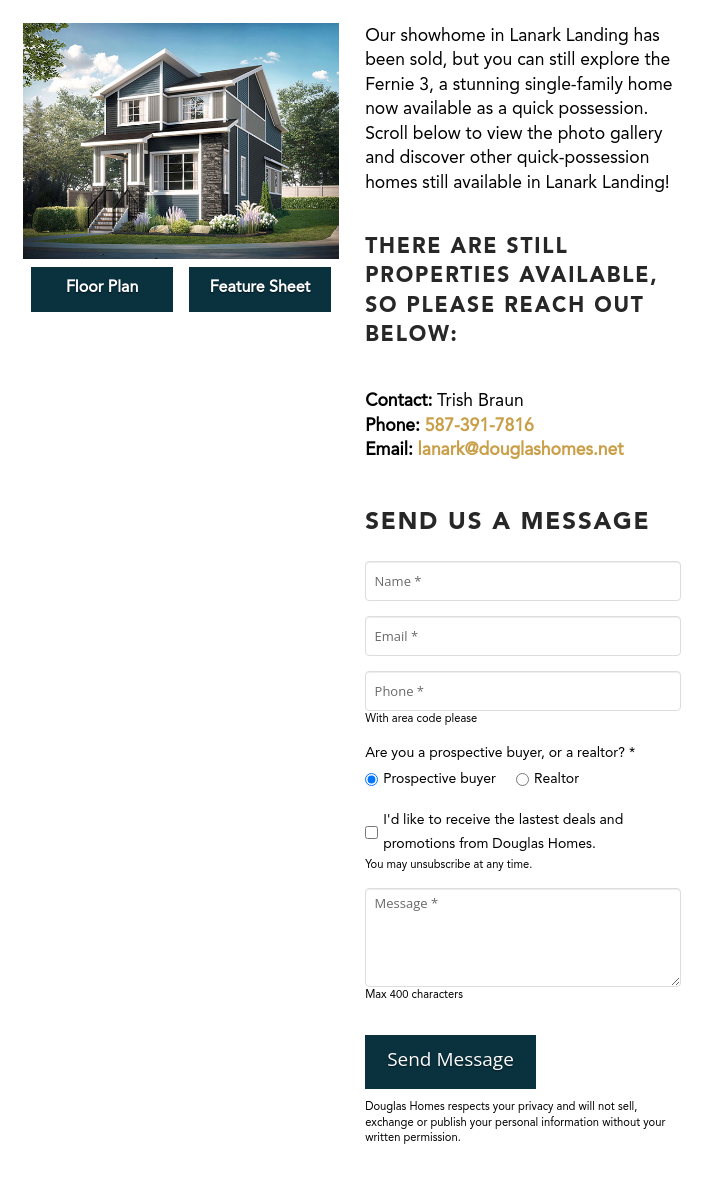 Our showhome in Lanark Landing has
been sold, but you can still explore the
Fernie 3, a stunning single-family home
now available as a quick possession.
Scroll below to view the photo gallery
and discover other quick-possession
homes still available in Lanark Landing!
Floor Plan
Feature Sheet
THERE ARE STILL
PROPERTIES AVAILABLE,
SO PLEASE REACH OUT
BELOW:
Contact: Trish Braun
Phone: 587-391-7816
Email: lanark@douglashomes.net
SEND US A MESSAGE
Name *
Email *
Phone *
With area code please
Are you a prospective buyer, or a realtor? *
Prospective buyer Realtor
I'd like to receive the lastest deals and
promotions from Douglas Homes.
You may unsubscribe at any time.
Message *
Max 400 characters
Send Message
Douglas Homes respects your privacy and will not sell,
exchange or publish your personal information without your
written permission.